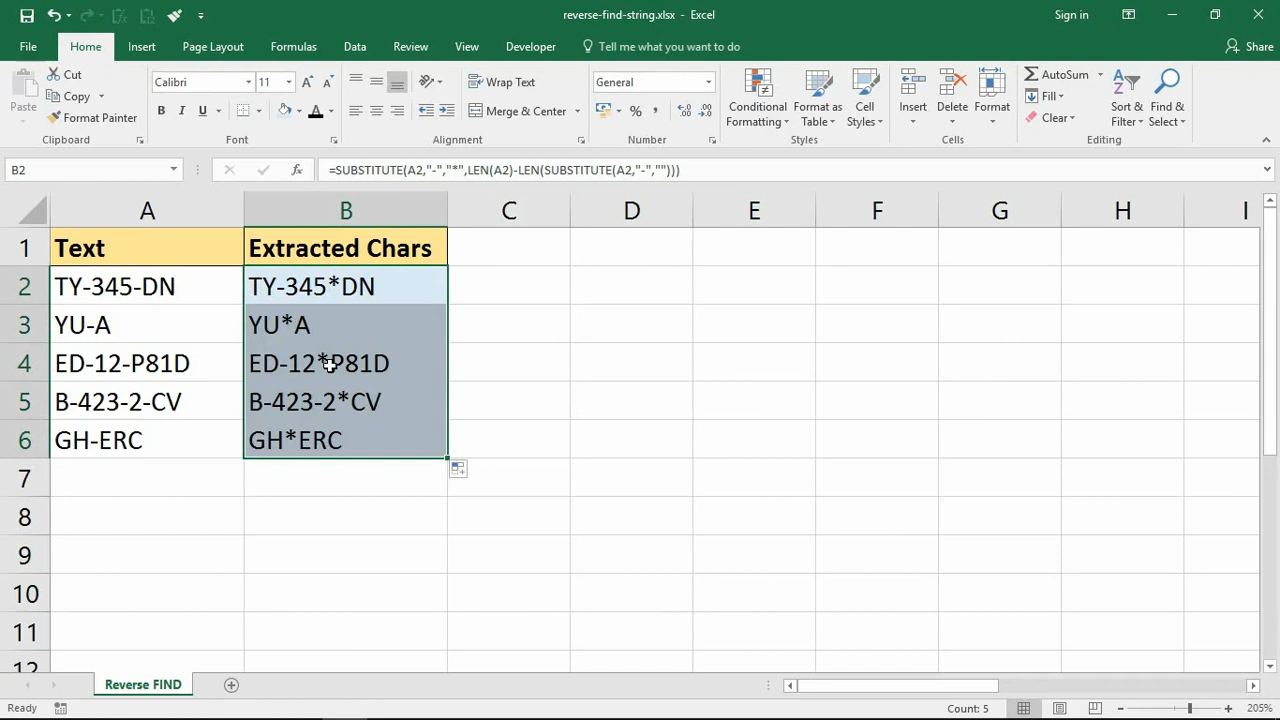 reverse-find-string.xlsx - Excel
Sign in
File Home Insert Page Layout Formulas Data Review View Developer Tell me what you want to do Share
Paste
Cut
Copy
Format Painter
Clipboard
Calibri 11
B I U A
Font
Wrap Text
Merge & Center
Alignment
General
% ,
Number
Conditional Formatting
Format as Table
Cell Styles
Styles
Insert
Delete
Format
Cells
AutoSum
Fill
Clear
Sort & Filter
Find & Select
Editing
B2 fx =SUBSTITUTE(A2,"-","*",LEN(A2)-LEN(SUBSTITUTE(A2,"-","")))
A B C D E F G H I
1 Text Extracted Chars
2 TY-345-DN TY-345*DN
3 YU-A YU*A
4 ED-12-P81D ED-12*P81D
5 B-423-2-CV B-423-2*CV
6 GH-ERC GH*ERC
7
8
9
10
11
12
Reverse FIND
Ready Count: 5 205%